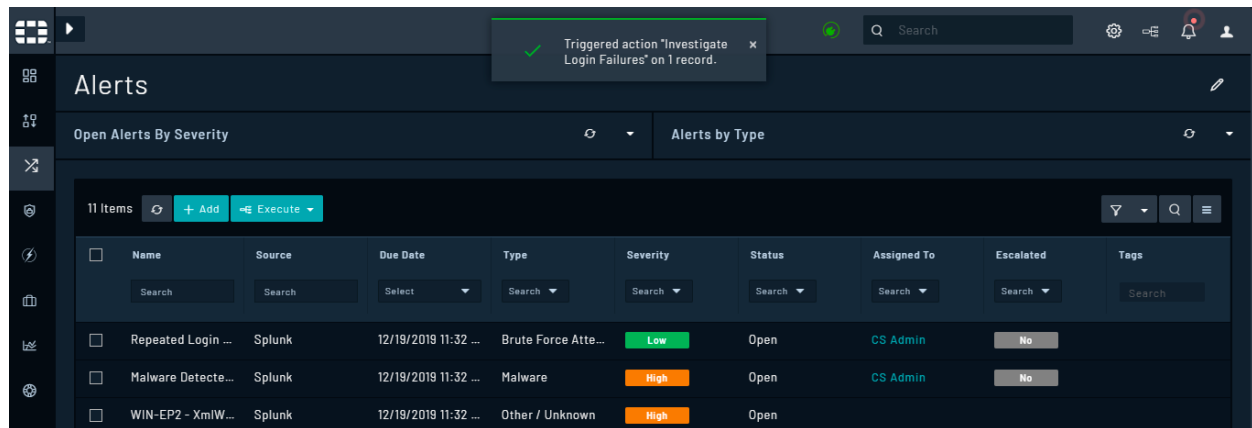 Triggered action "Investigate
Login Failures" on 1 record.
Search
Alerts
Open Alerts By Severity
Alerts by Type
11 Items
+ Add
Execute
Name Source Due Date Type Severity Status Assigned To Escalated Tags
Search Search Select Search Search Search Search Search Search
Repeated Login ... Splunk 12/19/2019 11:32 ... Brute Force Atte... Low Open CS Admin No
Malware Detecte... Splunk 12/19/2019 11:32 ... Malware High Open CS Admin No
WIN-EP2 - XmlW... Splunk 12/19/2019 11:32 ... Other / Unknown High Open